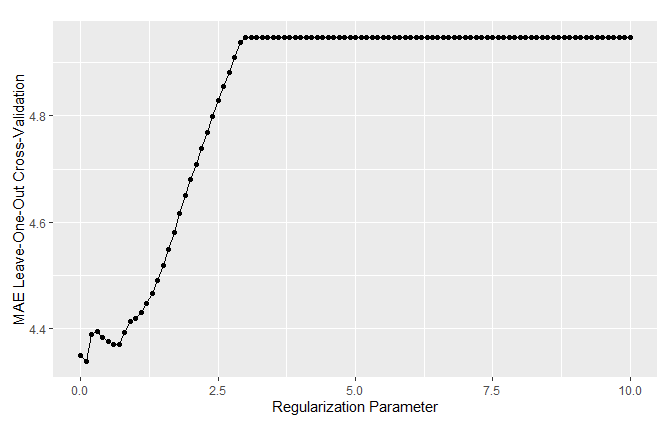 MAE Leave-One-Out Cross-Validation
4.8
4.6
4.4
0.0 2.5 5.0 7.5 10.0
Regularization Parameter